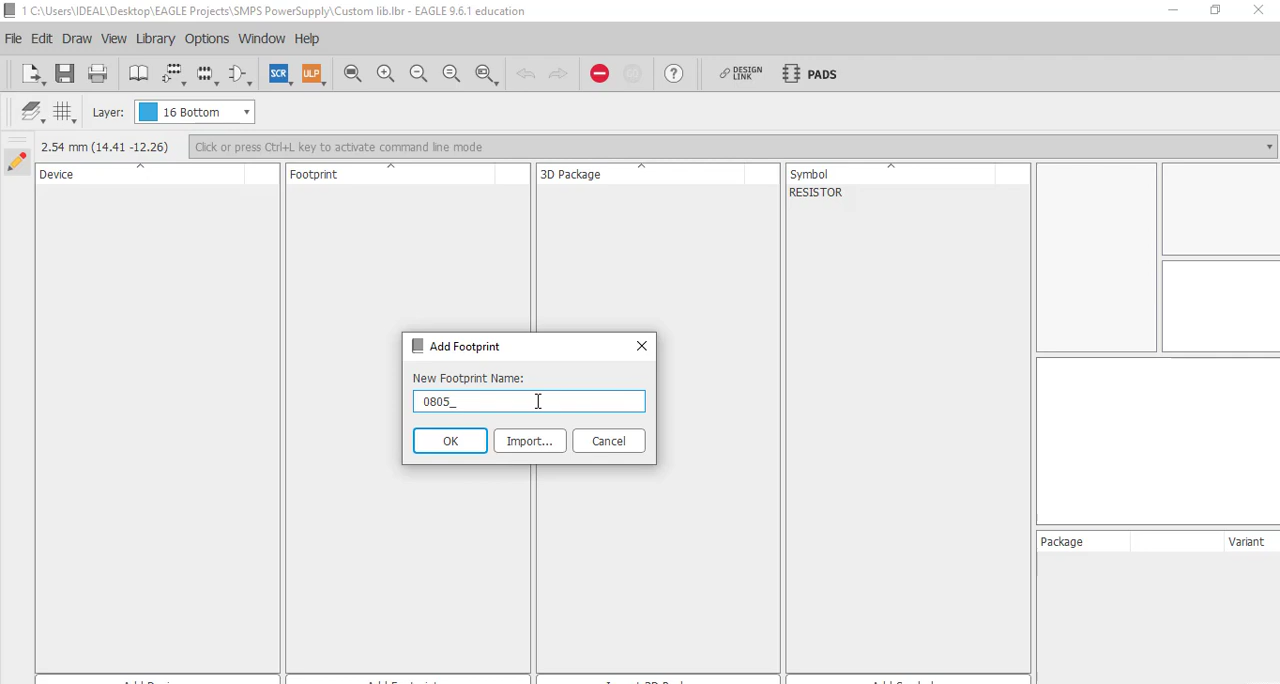 1 C:\Users\IDEAL\Desktop\EAGLE Projects\SMPS PowerSupply\Custom lib.lbr - EAGLE 9.6.1 education
File Edit Draw View Library Options Window Help
SCR ULP DESIGN LINK PADS
Layer: 16 Bottom
2.54 mm (14.41 -12.26) Click or press Ctrl+L key to activate command line mode
Device Footprint 3D Package Symbol
RESISTOR
Add Footprint
New Footprint Name:
0805_
OK Import... Cancel
Package Variant